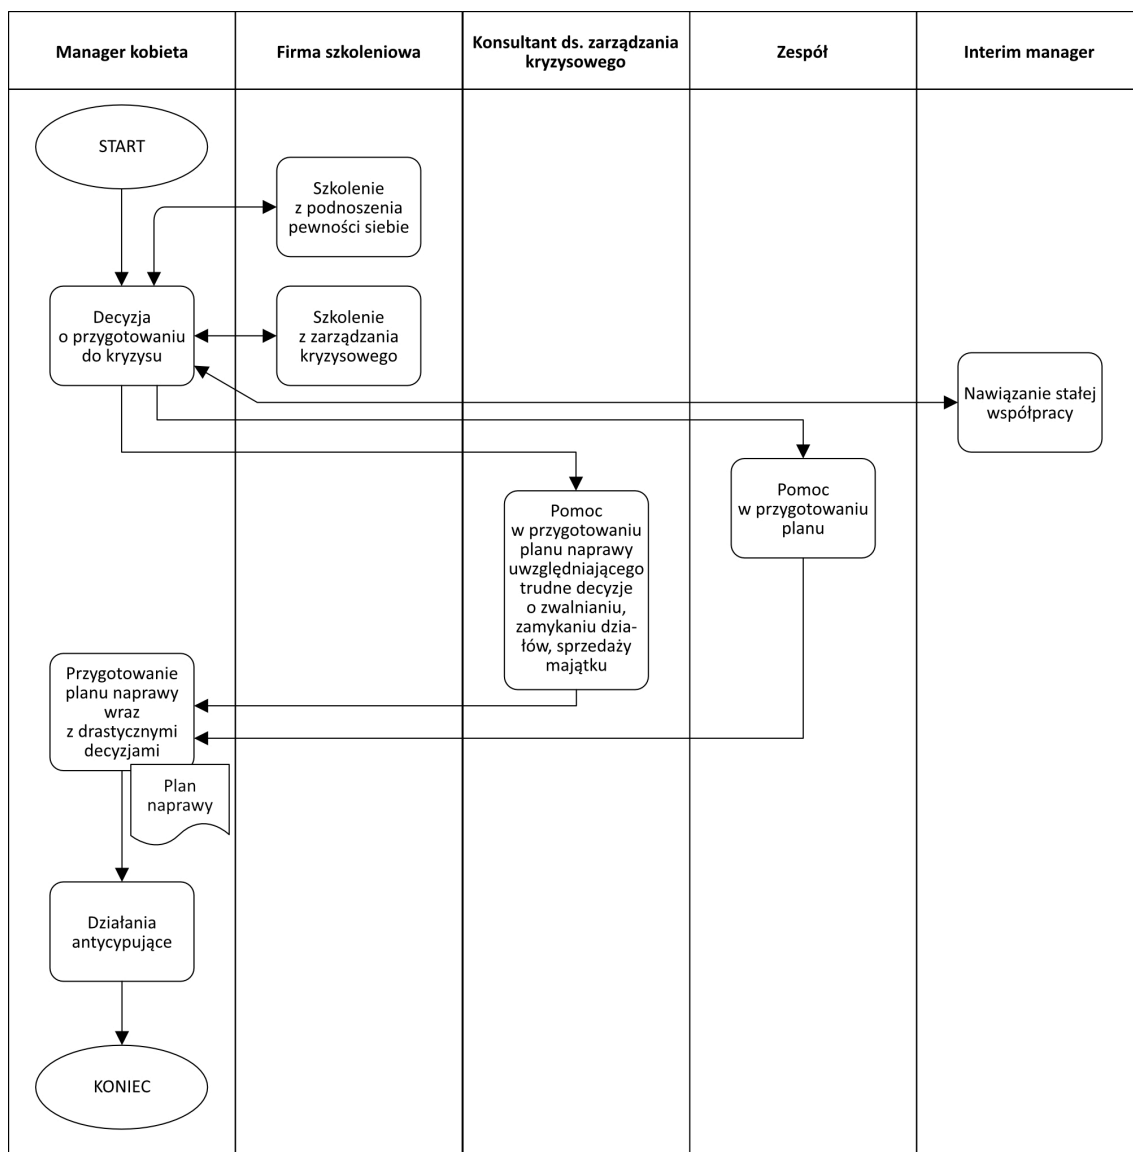 Manager kobieta
Firma szkoleniowa
Konsultant ds. zarządzania
kryzysowego
Zespół
Interim manager
START
Szkolenie
z podnoszenia
pewności siebie
Decyzja
o przygotowaniu
do kryzysu
Szkolenie
z zarządzania
kryzysowego
Nawiązanie stałej
współpracy
Pomoc
w przygotowaniu
planu
Pomoc
w przygotowaniu
planu naprawy
uwzględniającego
trudne decyzje
o zwalnianiu,
zamykaniu dzia-
łów, sprzedaży
majątku
Przygotowanie
planu naprawy
wraz
z drastycznymi
decyzjami
Plan
naprawy
Działania
antycypujące
KONIEC